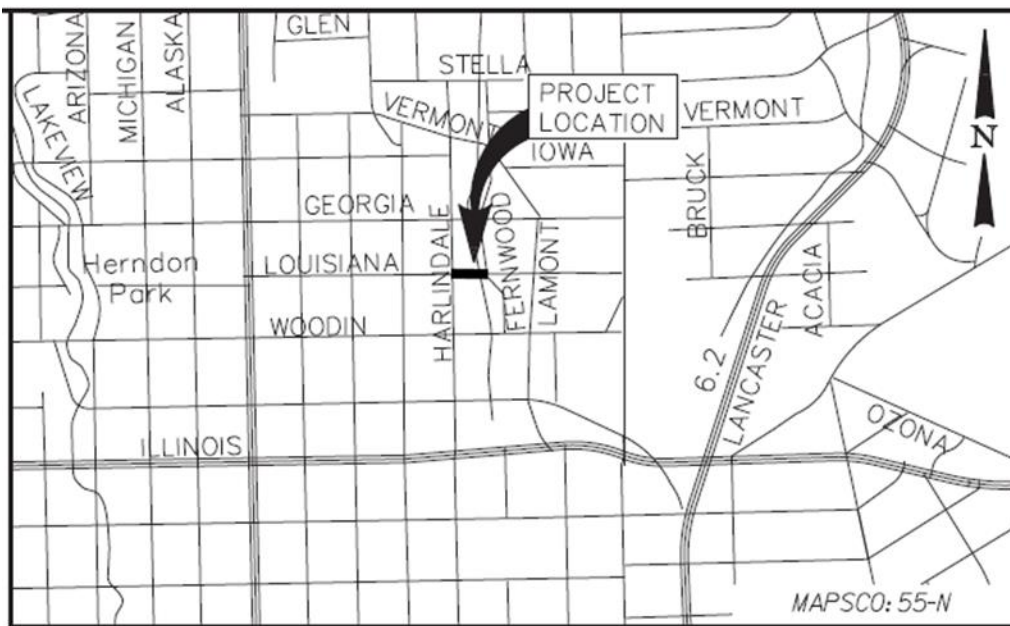 GLEN
ARIZONA
MICHIGAN
ALASKA
STELLA
LAKEVIEW
VERMONT
PROJECT
LOCATION
VERMONT
N
IOWA
BRUCK
GEORGIA
HARLINDALE
FERNWOOD
LAMONT
Herndon
Park
LOUISIANA
ACACIA
WOODIN
6.2
LANCASTER
OZONA
ILLINOIS
MAPSCO: 55-N